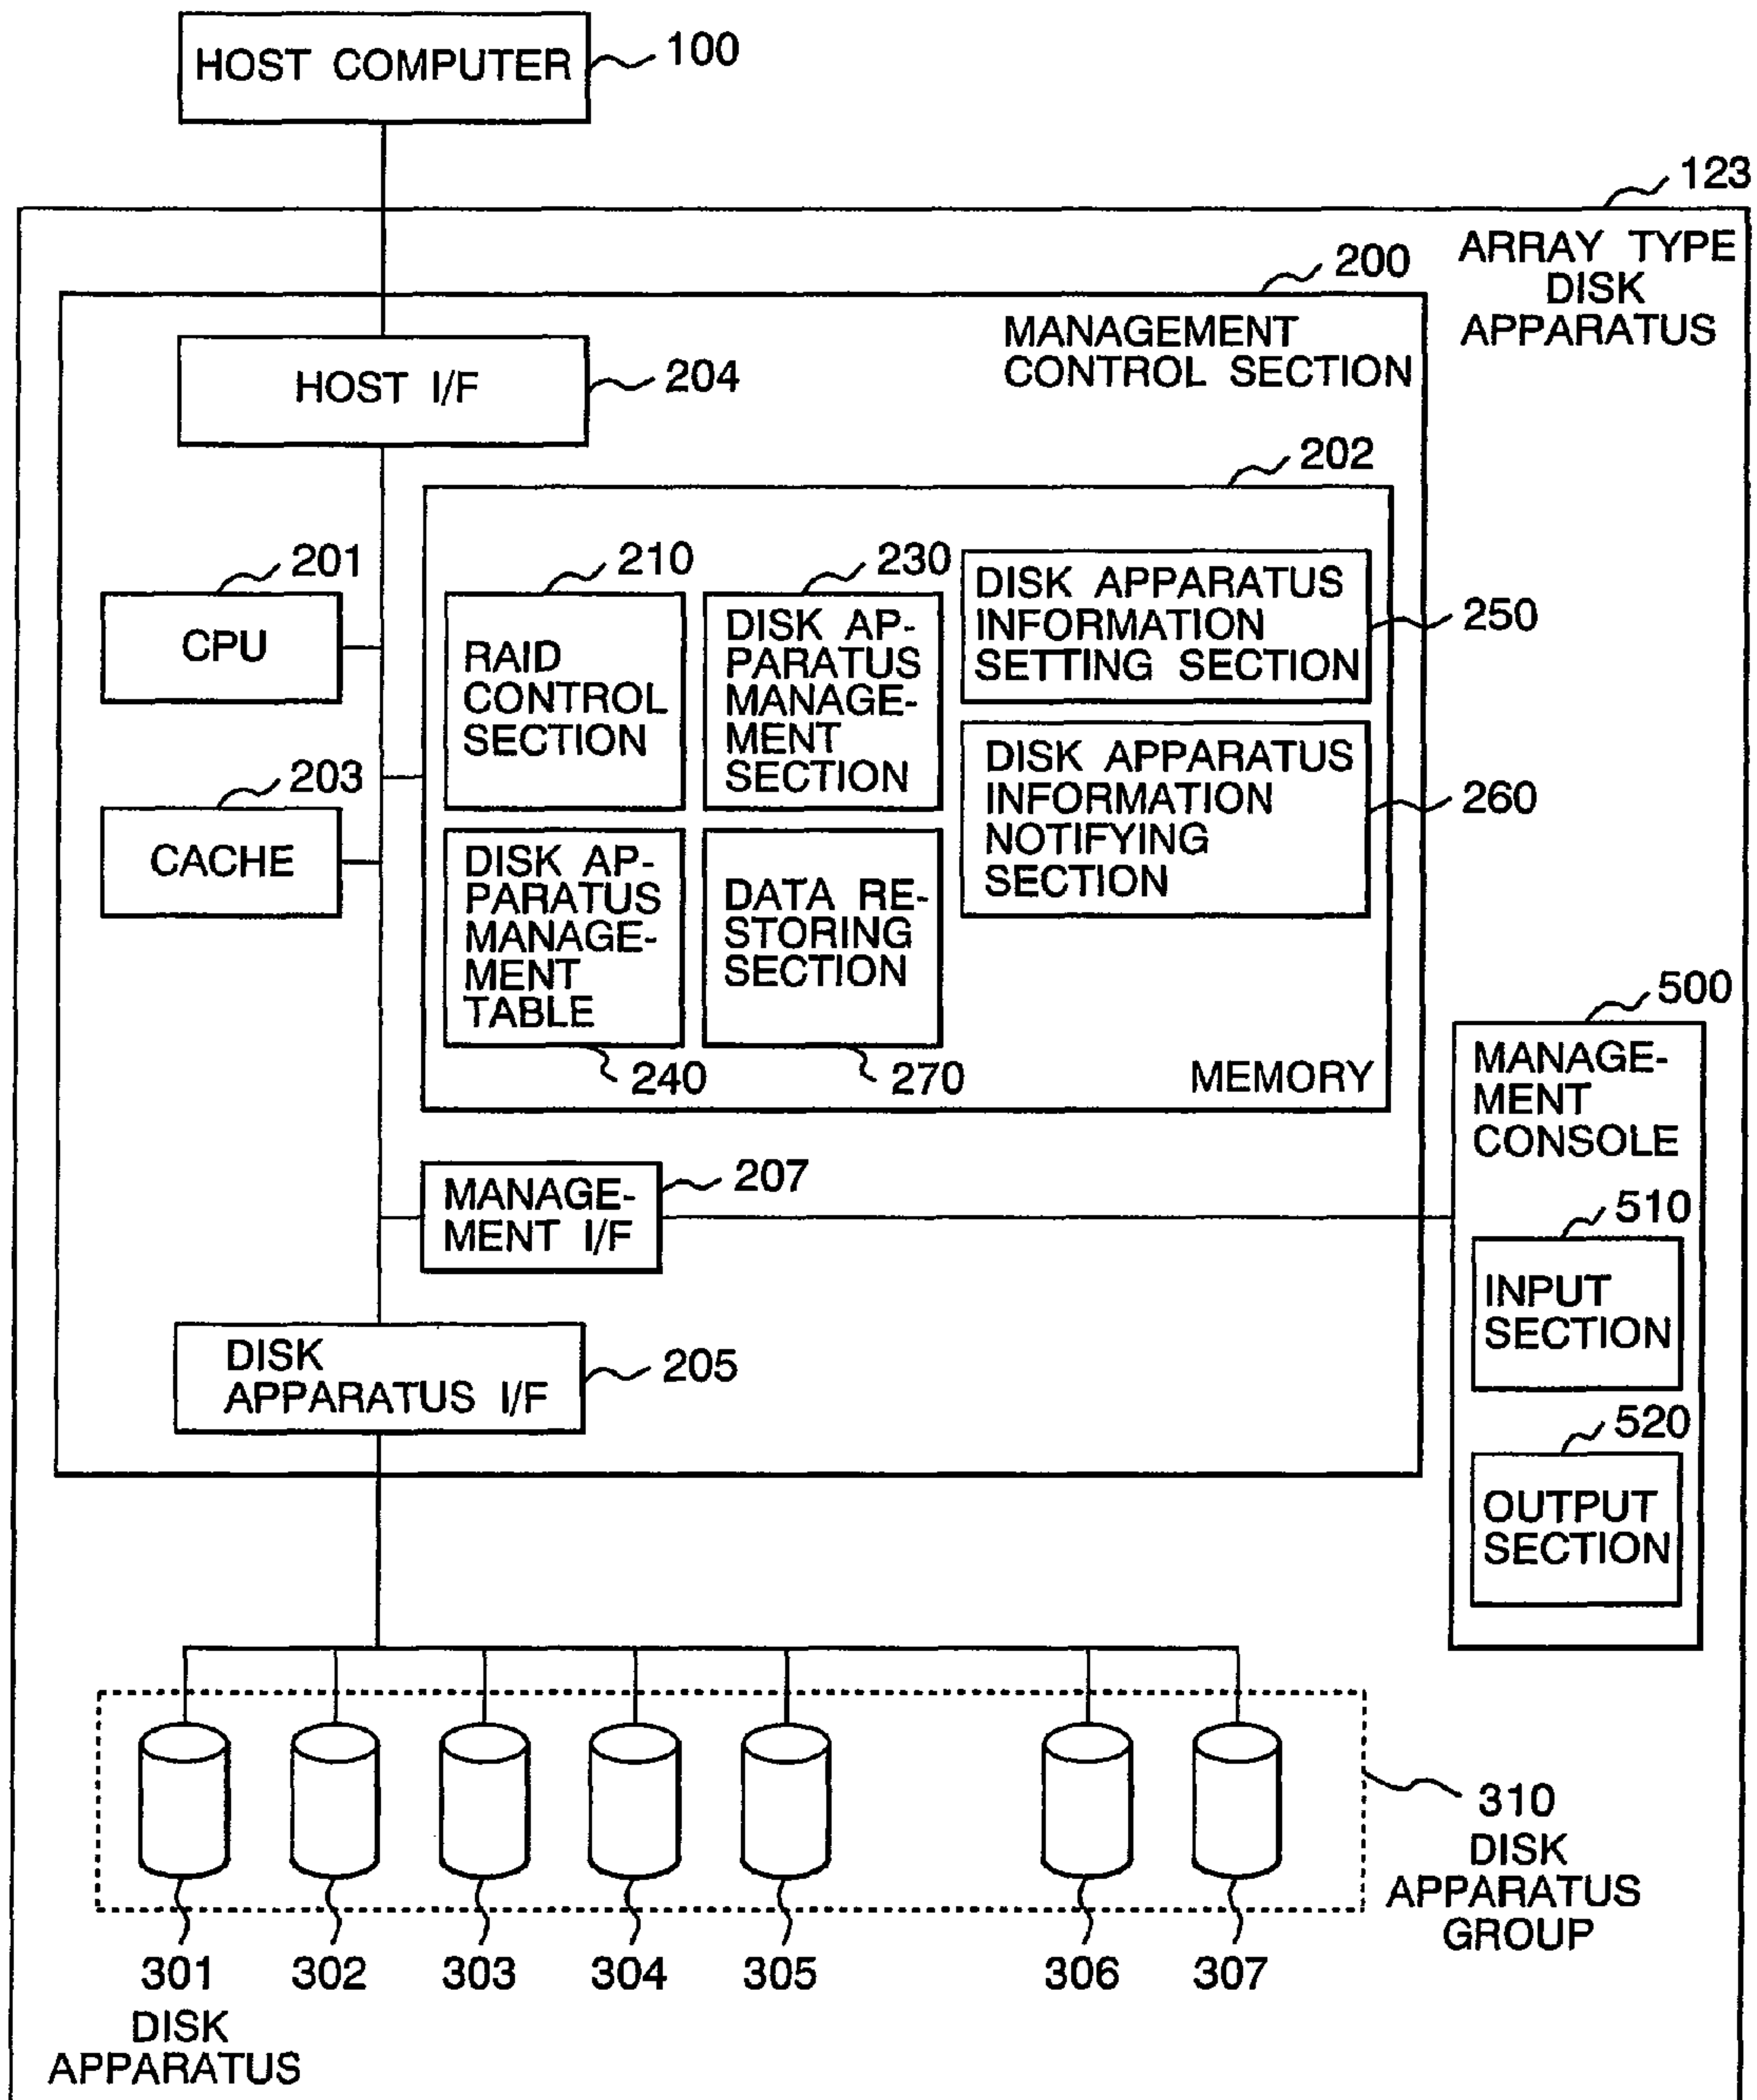 HOST COMPUTER
100
123
ARRAY TYPE
DISK
APPARATUS
200
MANAGEMENT
CONTROL SECTION
HOST I/F
204
202
201
CPU
203
CACHE
210
RAID
CONTROL
SECTION
230
DISK AP-
PARATUS
MANAGE-
MENT
SECTION
DISK APPARATUS
INFORMATION
SETTING SECTION
250
DISK APPARATUS
INFORMATION
NOTIFYING
SECTION
260
DISK AP-
PARATUS
MANAGE-
MENT
TABLE
240
DATA RE-
STORING
SECTION
270
MEMORY
500
MANAGE-
MENT
CONSOLE
MANAGE-
MENT I/F
207
510
INPUT
SECTION
DISK
APPARATUS I/F
205
520
OUTPUT
SECTION
310
DISK
APPARATUS
GROUP
301
302
303
304
305
306
307
DISK
APPARATUS